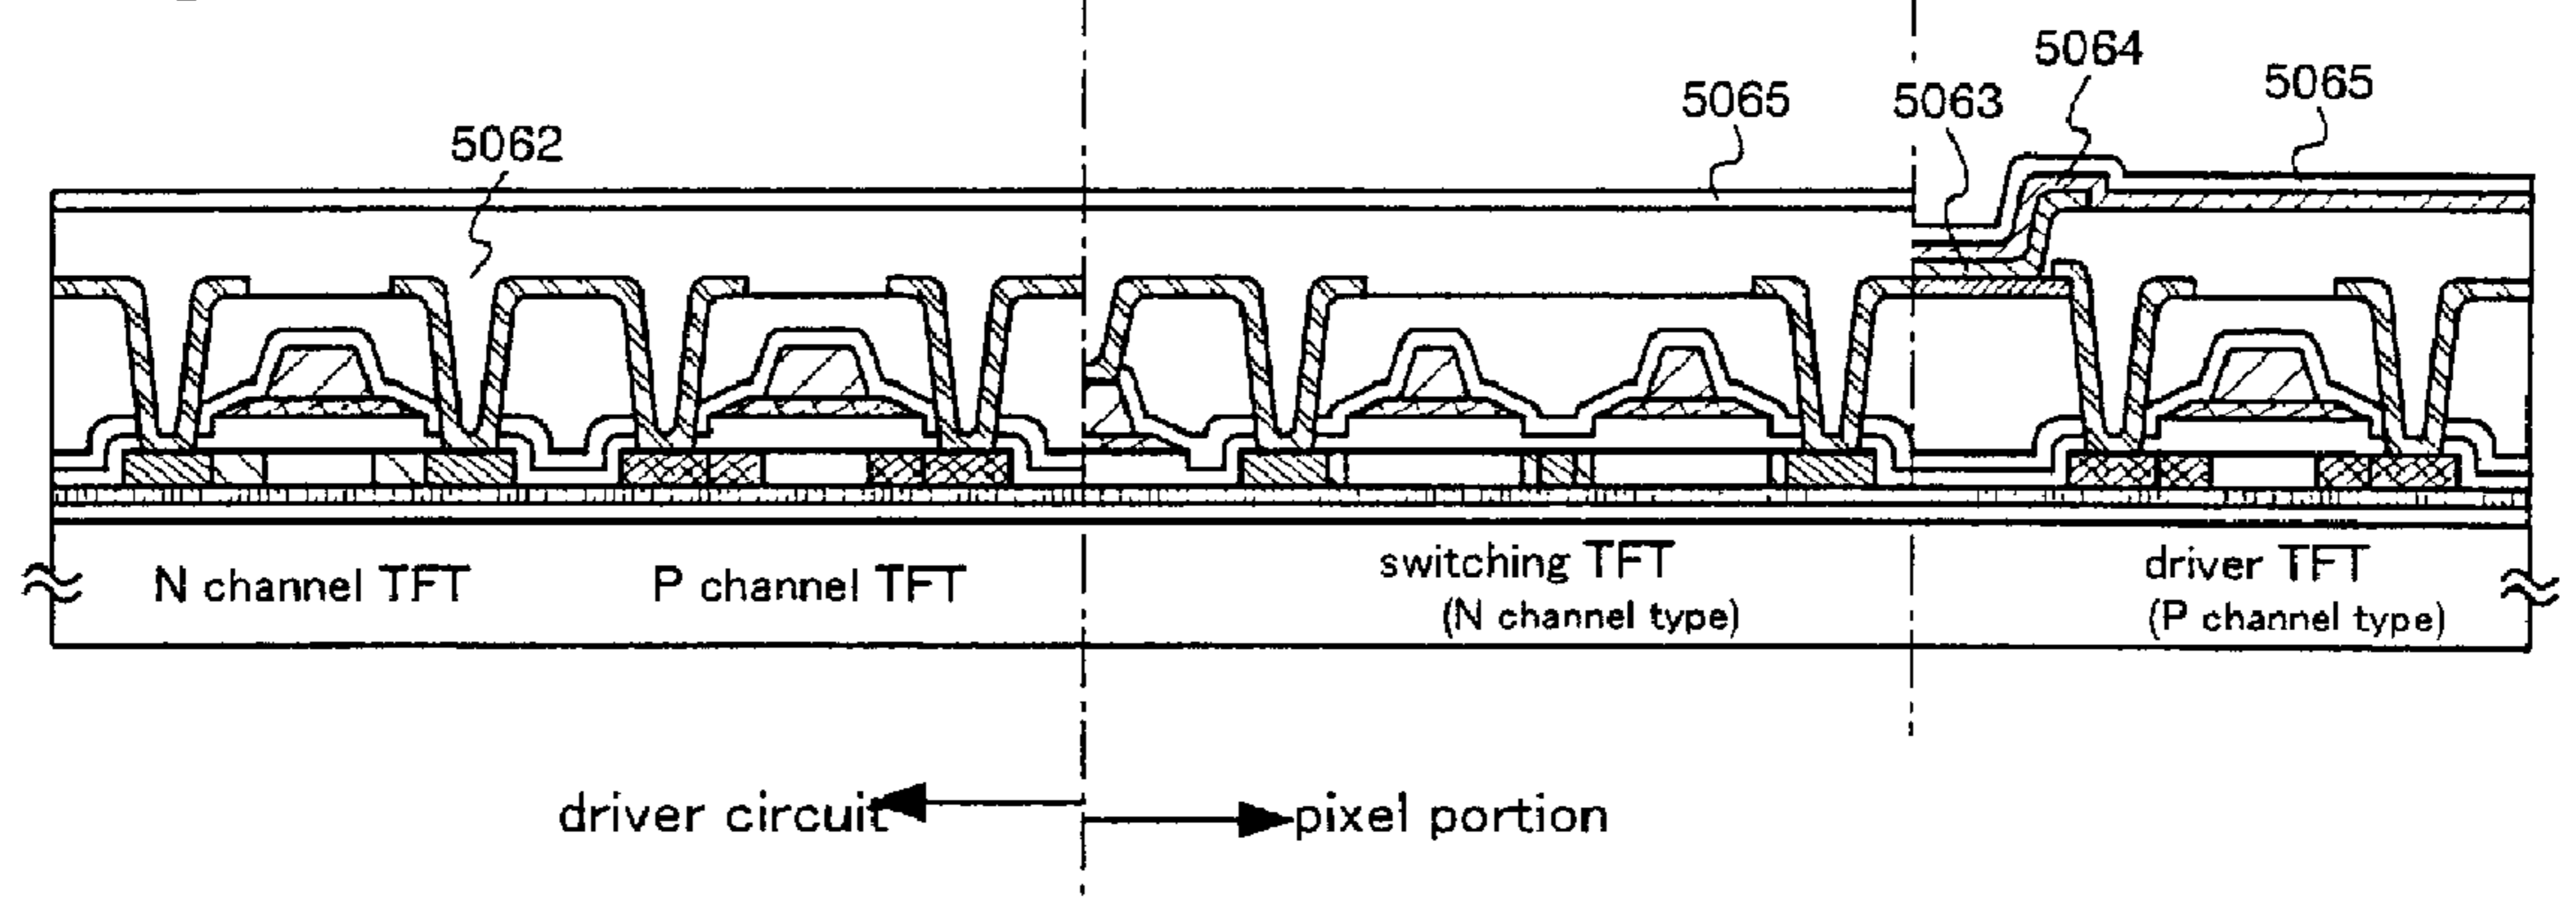 5064
5065
5063
5065
5062
N channel TFT
P channel TFT
switching TFT
(N channel type)
driver TFT
(P channel type)
driver circuit
pixel portion